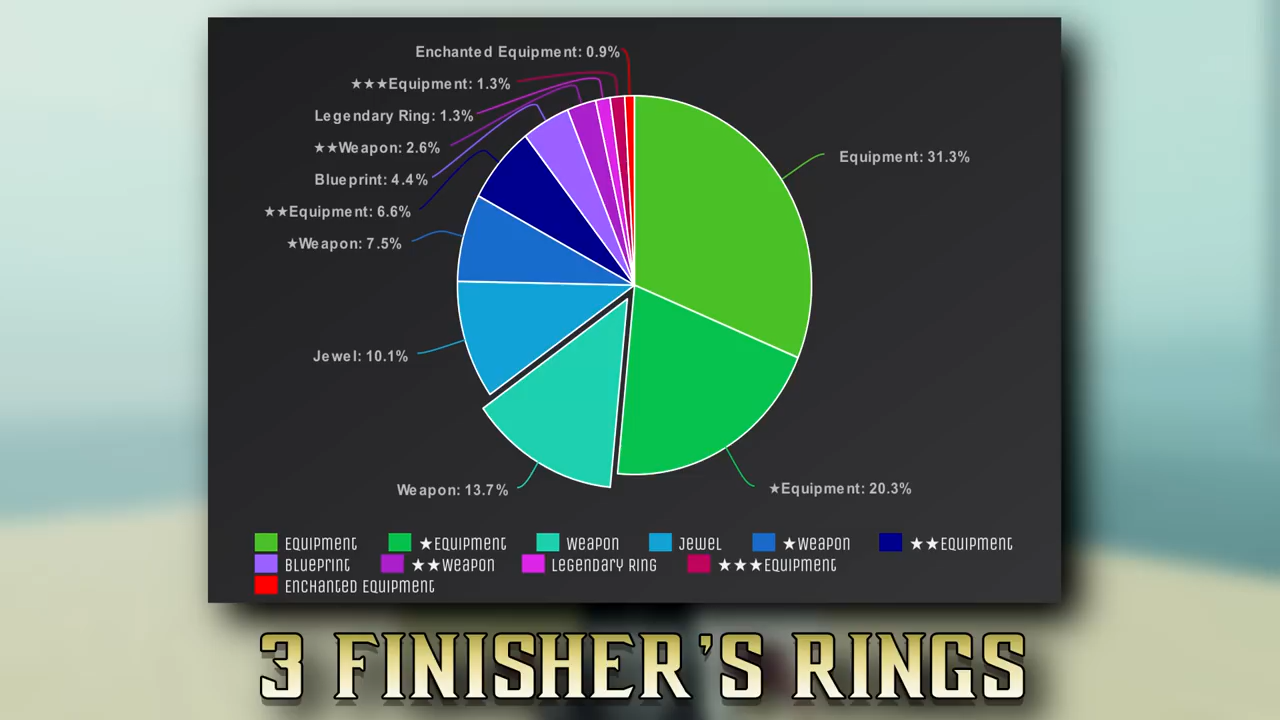 Enchanted Equipment: 0.9%
★★★Equipment: 1.3%
Legendary Ring: 1.3%
★★Weapon: 2.6%
Blueprint: 4.4%
★★Equipment: 6.6%
★Weapon: 7.5%
Jewel: 10.1%
Weapon: 13.7%
Equipment: 31.3%
★Equipment: 20.3%
Equipment ★Equipment Weapon Jewel ★Weapon ★★Equipment
Blueprint ★★Weapon Legendary Ring ★★★Equipment
Enchanted Equipment
3 FINISHER'S RINGS